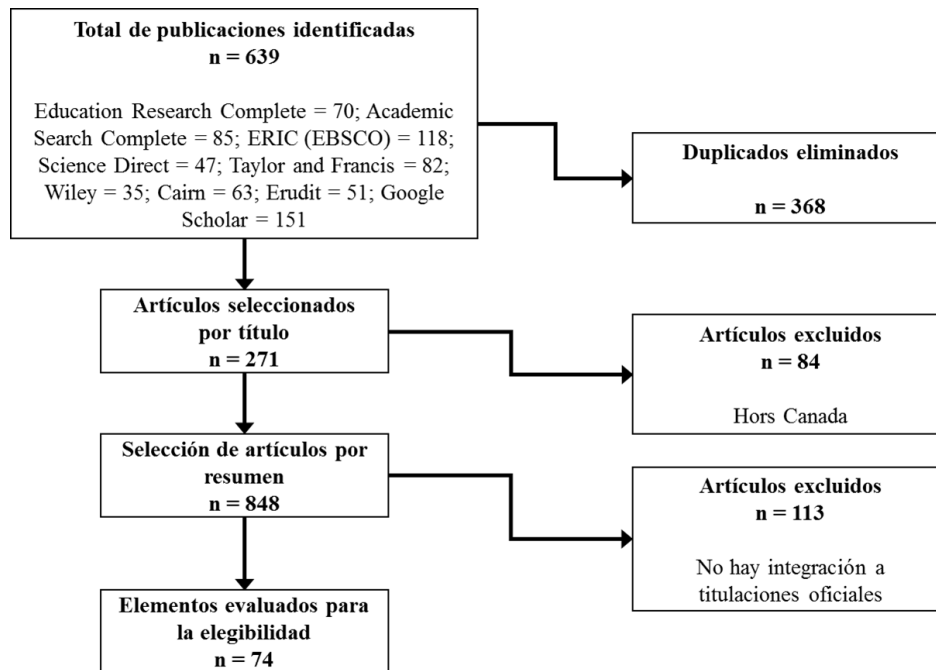 Total de publicaciones identificadas
n = 639
Education Research Complete = 70; Academic
Search Complete = 85; ERIC (EBSCO) = 118;
Science Direct = 47; Taylor and Francis = 82;
Wiley = 35; Cairn = 63; Erudit = 51; Google
Scholar = 151
Duplicados eliminados
n = 368
Artículos seleccionados
por título
n = 271
Artículos excluidos
n = 84
Hors Canada
Selección de artículos por
resumen
n = 848
Artículos excluidos
n = 113
No hay integración a
titulaciones oficiales
Elementos evaluados para
la elegibilidad
n = 74